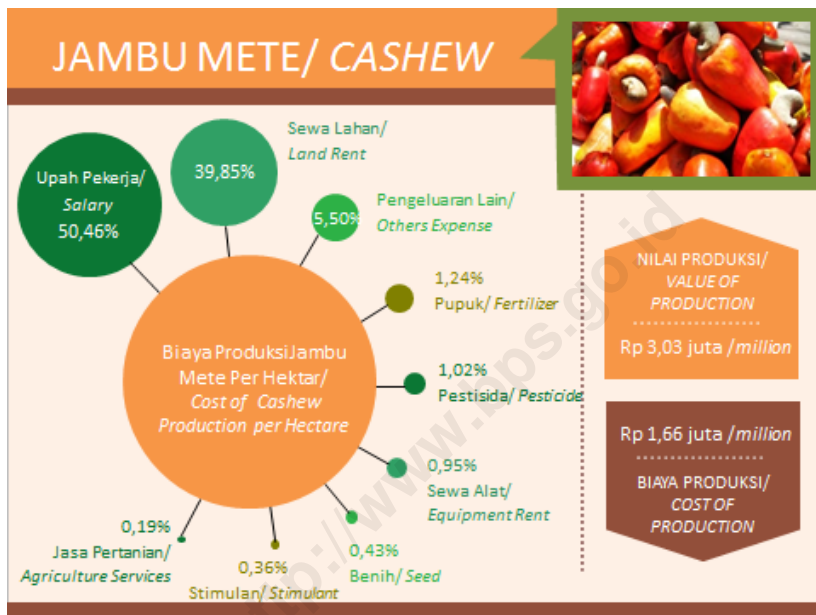 JAMBU METE/ CASHEW
Upah Pekerja/
Salary
50,46%
39,85%
Sewa Lahan/
Land Rent
5,50%
Pengeluaran Lain/
Others Expense
1,24%
Pupuk/ Fertilizer
1,02%
Pestisida/ Pesticide
0,95%
Sewa Alat/
Equipment Rent
0,43%
Benih/ Seed
0,36%
Stimulan/ Stimulant
0,19%
Jasa Pertanian/
Agriculture Services
Biaya Produksi Jambu
Mete Per Hektar/
Cost of Cashew
Production per Hectare
NILAI PRODUKSI/
VALUE OF
PRODUCTION
Rp 3,03 juta /million
Rp 1,66 juta /million
BIAYA PRODUKSI/
COST OF
PRODUCTION
http://www.bps.go.id